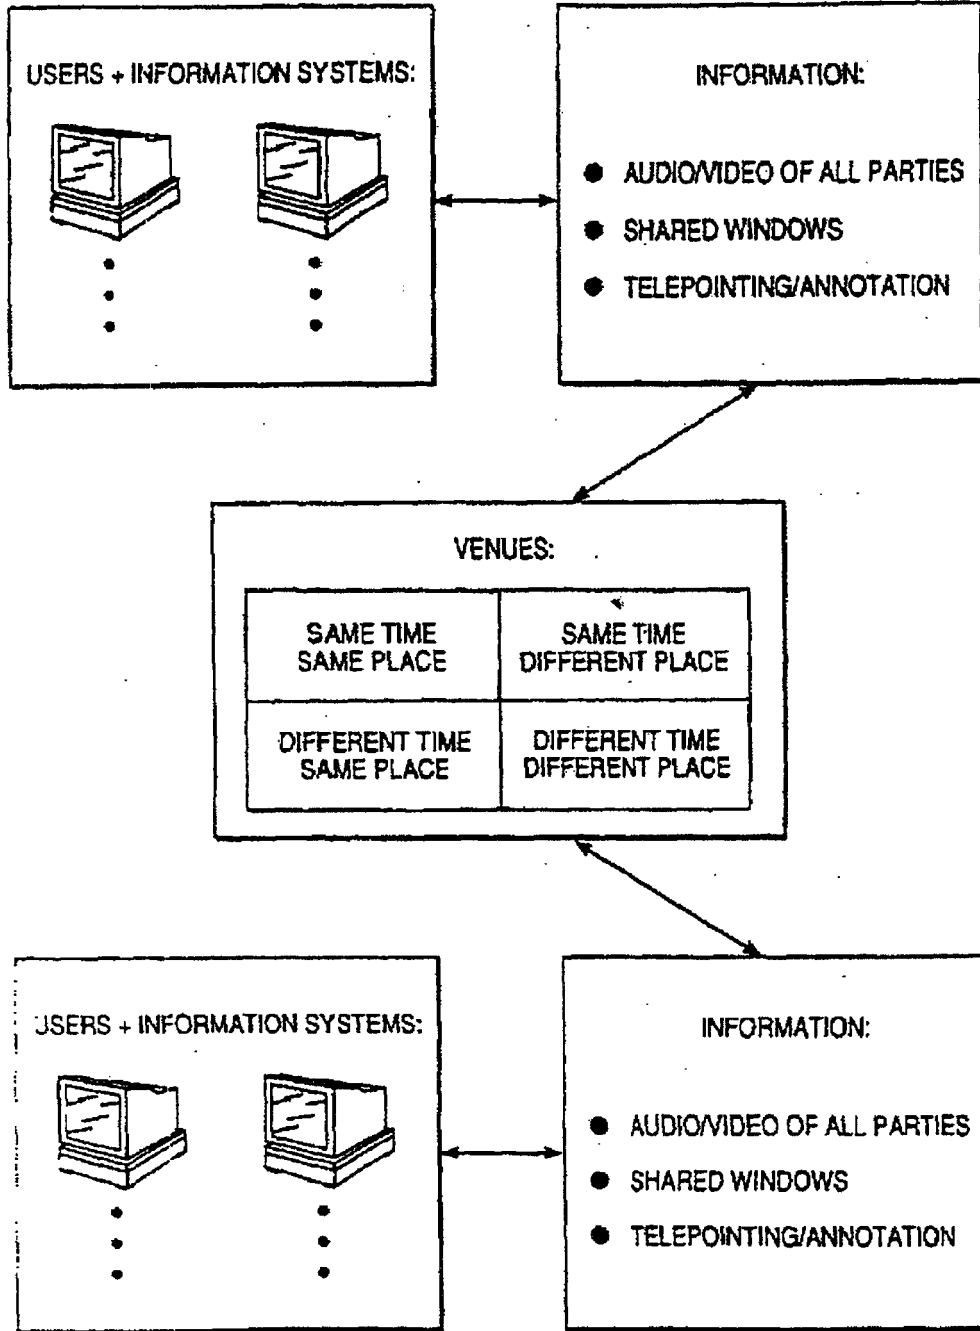 USERS + INFORMATION SYSTEMS:
INFORMATION:
● AUDIO/VIDEO OF ALL PARTIES
● SHARED WINDOWS
● TELEPOINTING/ANNOTATION
VENUES:
SAME TIME
SAME PLACE
SAME TIME
DIFFERENT PLACE
DIFFERENT TIME
SAME PLACE
DIFFERENT TIME
DIFFERENT PLACE
USERS + INFORMATION SYSTEMS:
INFORMATION:
● AUDIO/VIDEO OF ALL PARTIES
● SHARED WINDOWS
● TELEPOINTING/ANNOTATION